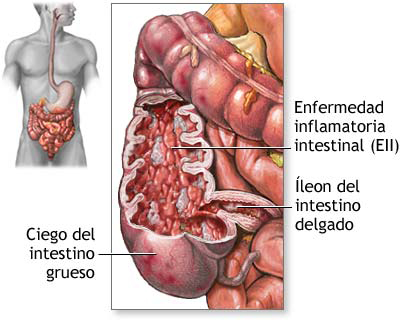 Enfermedad
inflamatoria
intestinal (EII)
Íleon del
intestino
delgado
Ciego del
intestino
grueso